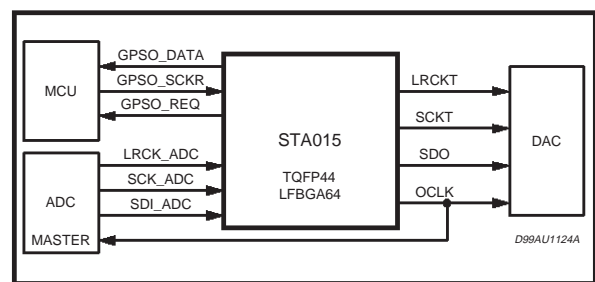 MCU
GPSO_DATA
GPSO_SCKR
GPSO_REQ
ADC
MASTER
LRCK_ADC
SCK_ADC
SDI_ADC
STA015
TQFP44
LFBGA64
LRCKT
SCKT
SDO
OCLK
DAC
D99AU1124A